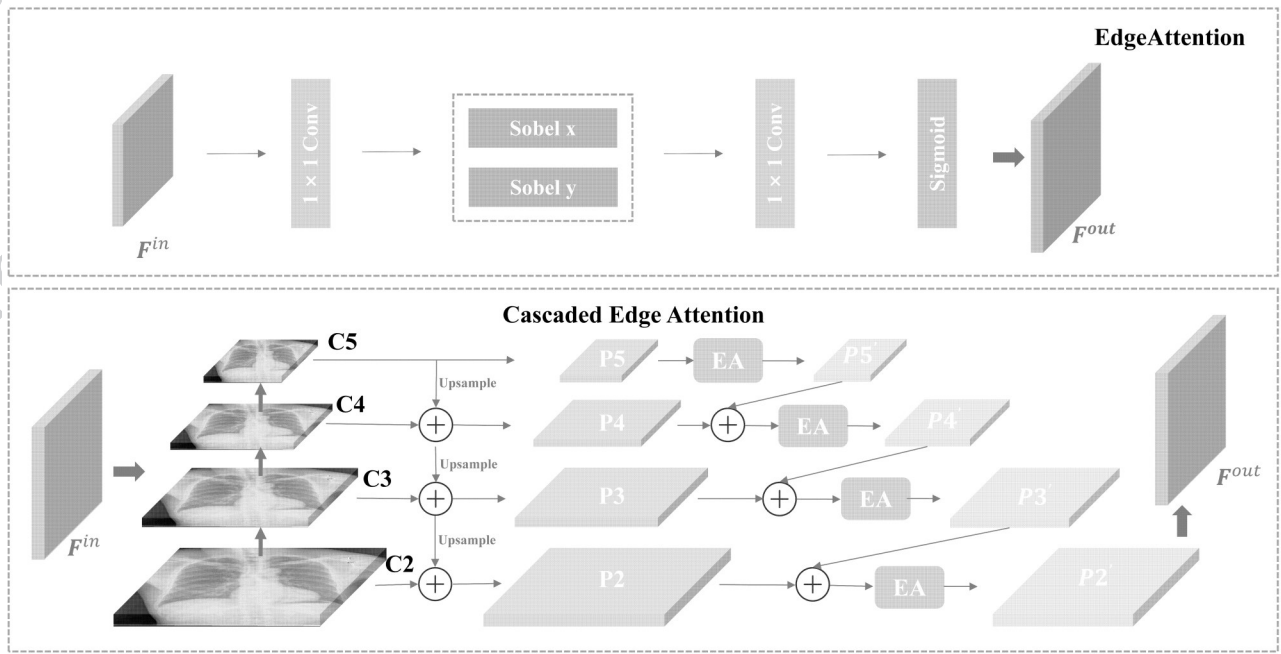 EdgeAttention
1 × 1 Conv
Sobel x
Sobel y
1 × 1 Conv
Sigmoid
F^in
F^out
Cascaded Edge Attention
C5
P5
EA
P5'
Upsample
C4
P4
EA
P4'
Upsample
C3
P3
EA
P3'
Upsample
C2
P2
EA
P2'
F^in
F^out